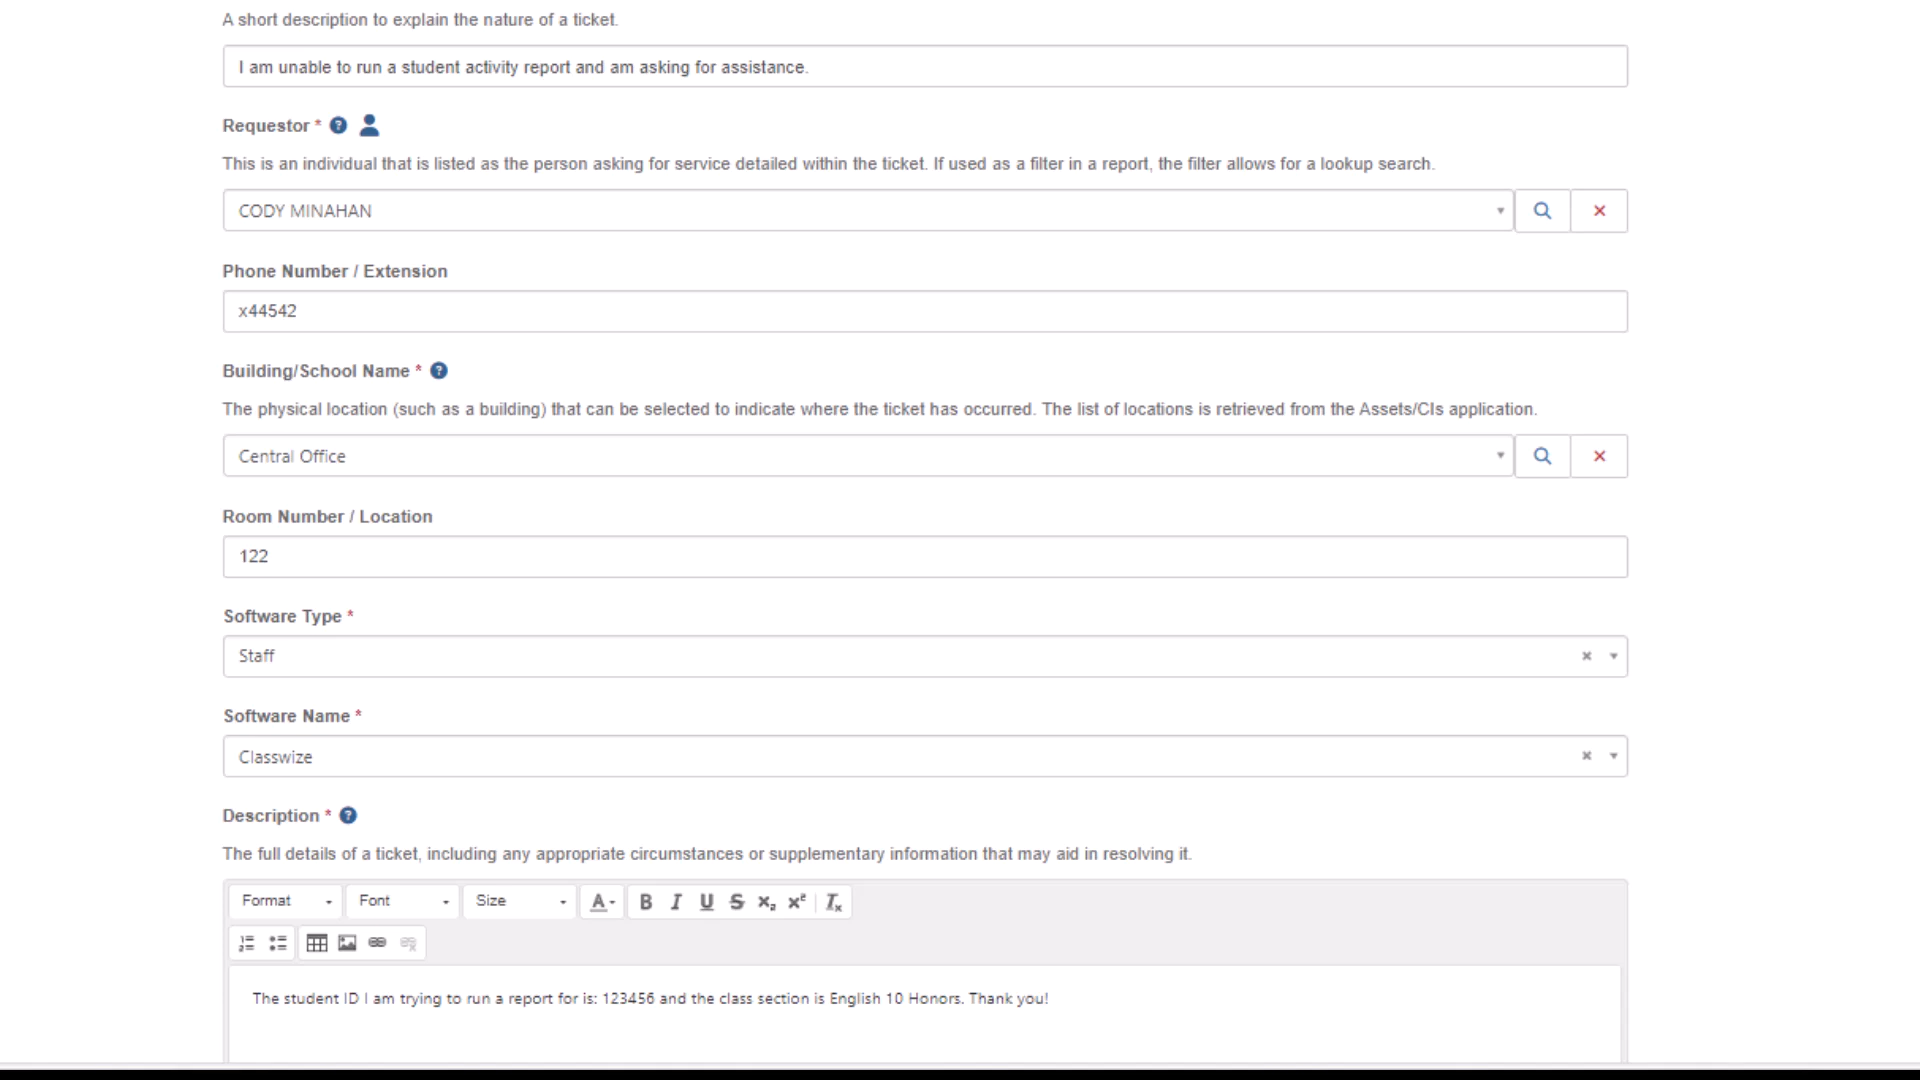 A short description to explain the nature of a ticket.
I am unable to run a student activity report and am asking for assistance.
Requestor * ?
This is an individual that is listed as the person asking for service detailed within the ticket. If used as a filter in a report, the filter allows for a lookup search.
CODY MINAHAN
Phone Number / Extension
x44542
Building/School Name * ?
The physical location (such as a building) that can be selected to indicate where the ticket has occurred. The list of locations is retrieved from the Assets/CIs application.
Central Office
Room Number / Location
122
Software Type *
Staff
Software Name *
Classwize
Description * ?
The full details of a ticket, including any appropriate circumstances or supplementary information that may aid in resolving it.
Format Font Size A B I U S x₂ x² Tx
The student ID I am trying to run a report for is: 123456 and the class section is English 10 Honors. Thank you!